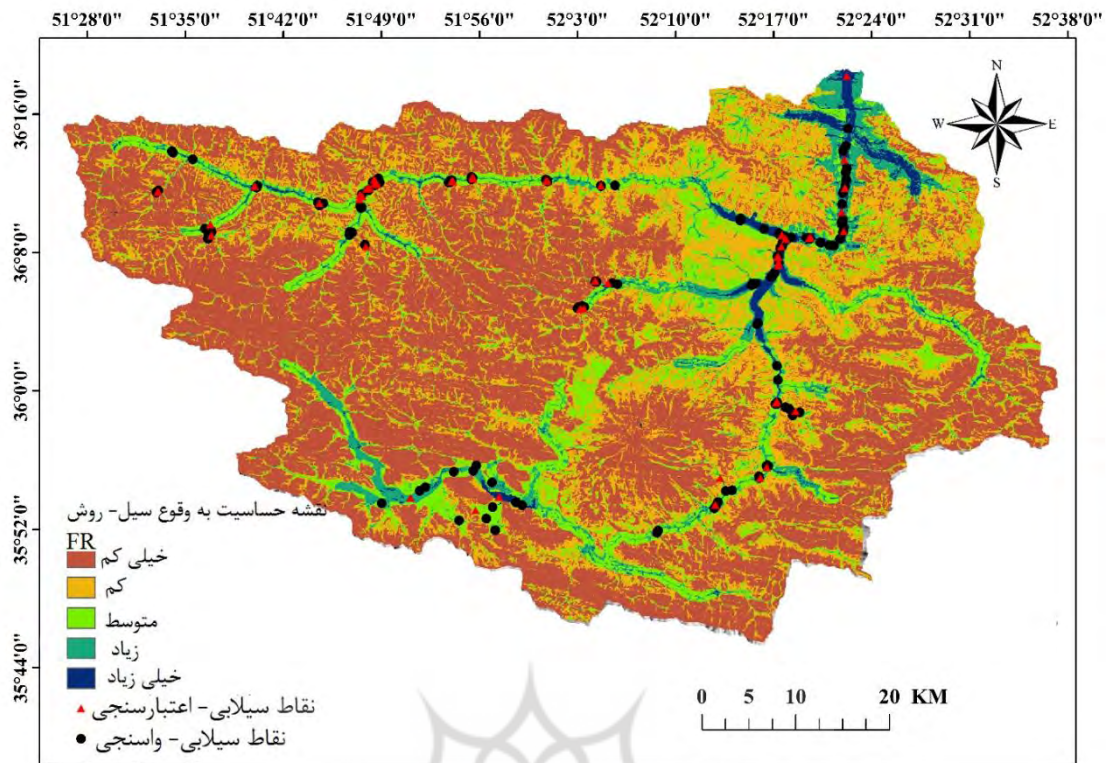 51°28'0" 51°35'0" 51°42'0" 51°49'0" 51°56'0" 52°3'0" 52°10'0" 52°17'0" 52°24'0" 52°31'0" 52°38'0"
N
W E
S
36°16'0"
36°8'0"
36°0'0"
35°52'0"
35°44'0"
نقشه حساسیت به وقوع سیل- روش
FR
خیلی کم
کم
متوسط
زیاد
خیلی زیاد
نقاط سیلابی- اعتبارسنجی
نقاط سیلابی- واسنجی
0 5 10 20 KM